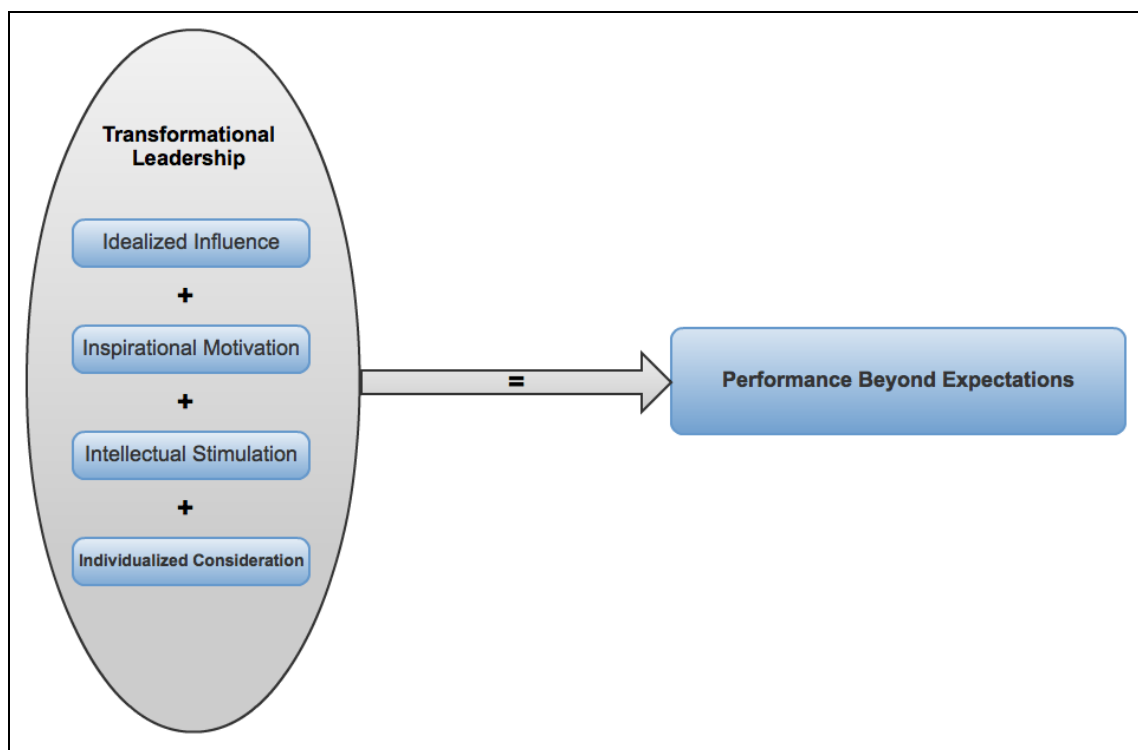 Transformational
Leadership
Idealized Influence
+
Inspirational Motivation
+
Intellectual Stimulation
+
Individualized Consideration
=
Performance Beyond Expectations